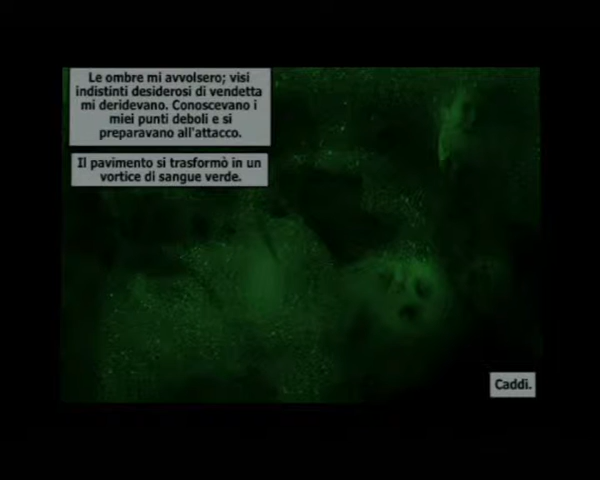 Le ombre mi avvolsero; visi
indistinti desiderosi di vendetta
mi deridevano. Conoscevano i
miei punti deboli e si
preparavano all'attacco.
Il pavimento si trasformò in un
vortice di sangue verde.
Caddi.